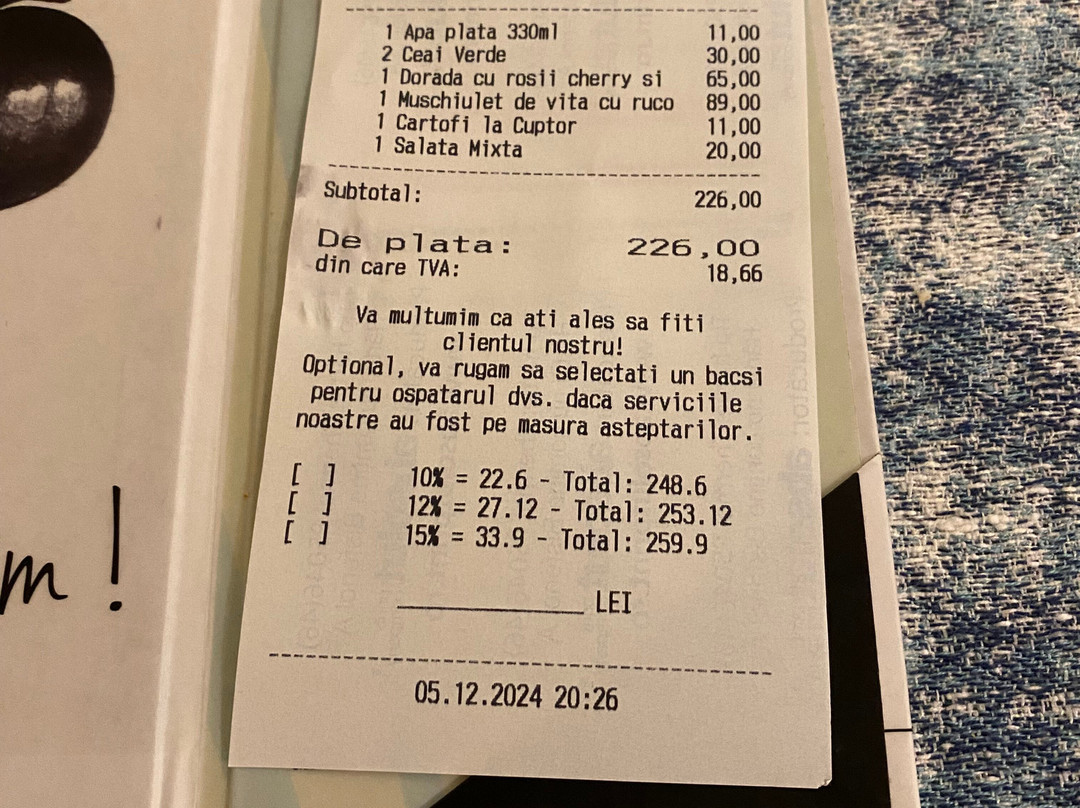 1 Apa plata 330ml 11,00
2 Ceai Verde 30,00
1 Dorada cu rosii cherry si 65,00
1 Muschiulet de vita cu ruco 89,00
1 Cartofi la Cuptor 11,00
1 Salata Mixta 20,00
Subtotal: 226,00
De plata: 226,00
din care TVA: 18,66
Va multumim ca ati ales sa fiti
clientul nostru!
Optional, va rugam sa selectati un bacsi
pentru ospatarul dvs. daca serviciile
noastre au fost pe masura asteptarilor.
[ ] 10% = 22.6 - Total: 248.6
[ ] 12% = 27.12 - Total: 253.12
[ ] 15% = 33.9 - Total: 259.9
____________ LEI
05.12.2024 20:26
m !